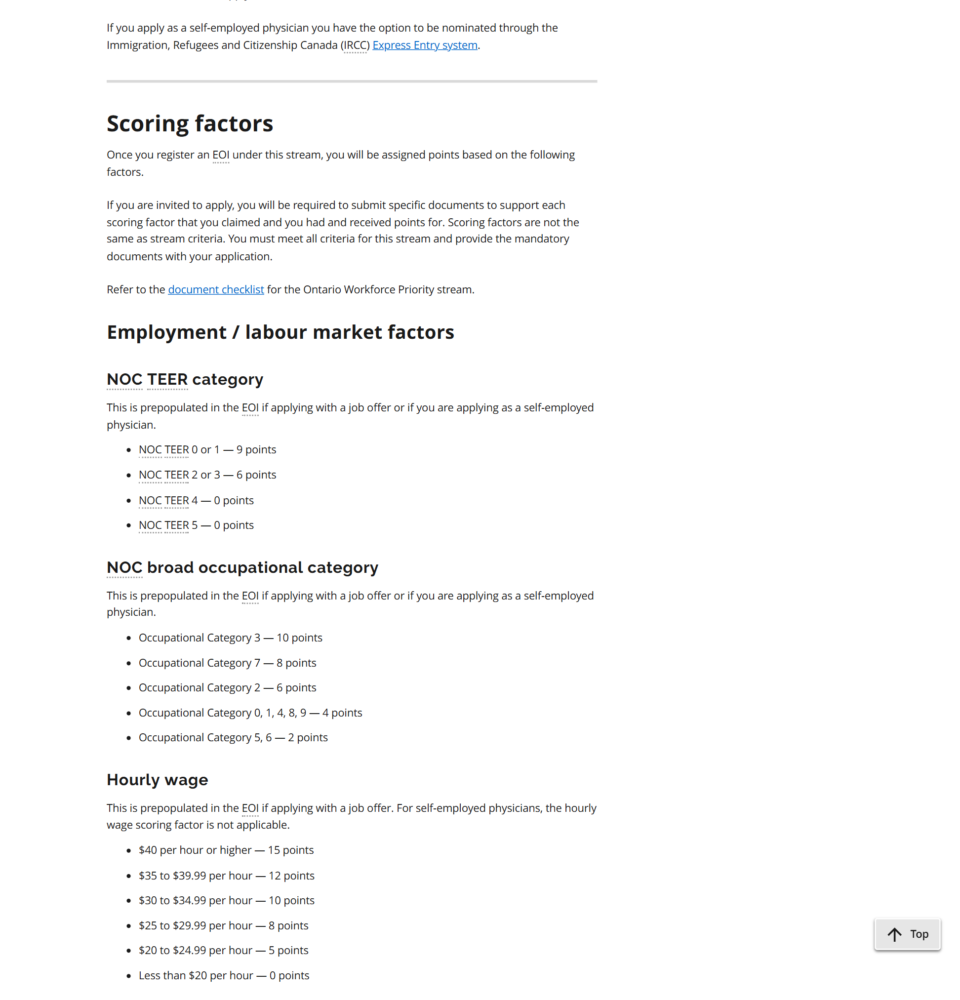 If you apply as a self-employed physician you have the option to be nominated through the
Immigration, Refugees and Citizenship Canada (IRCC) Express Entry system.
Scoring factors
Once you register an EOI under this stream, you will be assigned points based on the following
factors.
If you are invited to apply, you will be required to submit specific documents to support each
scoring factor that you claimed and you had and received points for. Scoring factors are not the
same as stream criteria. You must meet all criteria for this stream and provide the mandatory
documents with your application.
Refer to the document checklist for the Ontario Workforce Priority stream.
Employment / labour market factors
NOC TEER category
This is prepopulated in the EOI if applying with a job offer or if you are applying as a self-employed
physician.
• NOC TEER 0 or 1 — 9 points
• NOC TEER 2 or 3 — 6 points
• NOC TEER 4 — 0 points
• NOC TEER 5 — 0 points
NOC broad occupational category
This is prepopulated in the EOI if applying with a job offer or if you are applying as a self-employed
physician.
• Occupational Category 3 — 10 points
• Occupational Category 7 — 8 points
• Occupational Category 2 — 6 points
• Occupational Category 0, 1, 4, 8, 9 — 4 points
• Occupational Category 5, 6 — 2 points
Hourly wage
This is prepopulated in the EOI if applying with a job offer. For self-employed physicians, the hourly
wage scoring factor is not applicable.
• $40 per hour or higher — 15 points
• $35 to $39.99 per hour — 12 points
• $30 to $34.99 per hour — 10 points
• $25 to $29.99 per hour — 8 points
Top
• $20 to $24.99 per hour — 5 points
• Less than $20 per hour — 0 points